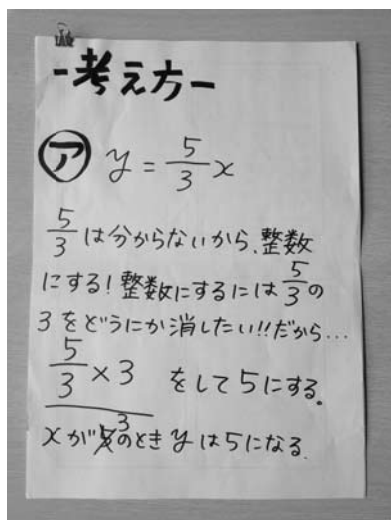 -考え方-
㋐ y = 5/3 x
5/3 は分からないから、整数
にする！整数にするには 5/3 の
3をどうにか消したい!!だから…
5/3 × 3 をして5にする。
xが3のときyは5になる.